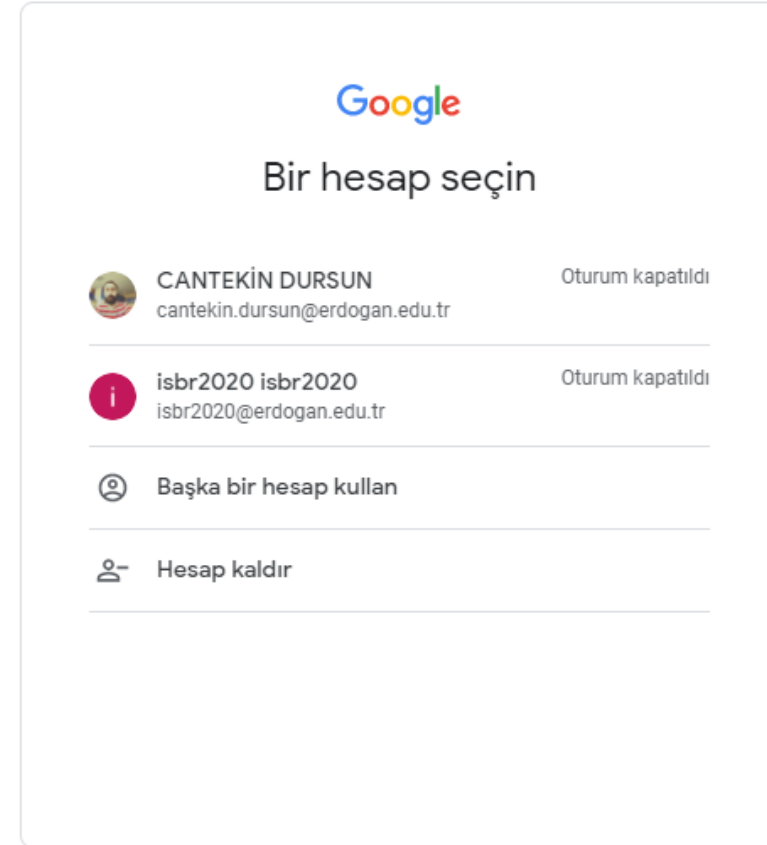 Google
Bir hesap seçin
CANTEKİN DURSUN
Oturum kapatıldı
cantekin.dursun@erdogan.edu.tr
i
isbr2020 isbr2020
Oturum kapatıldı
isbr2020@erdogan.edu.tr
Başka bir hesap kullan
Hesap kaldır